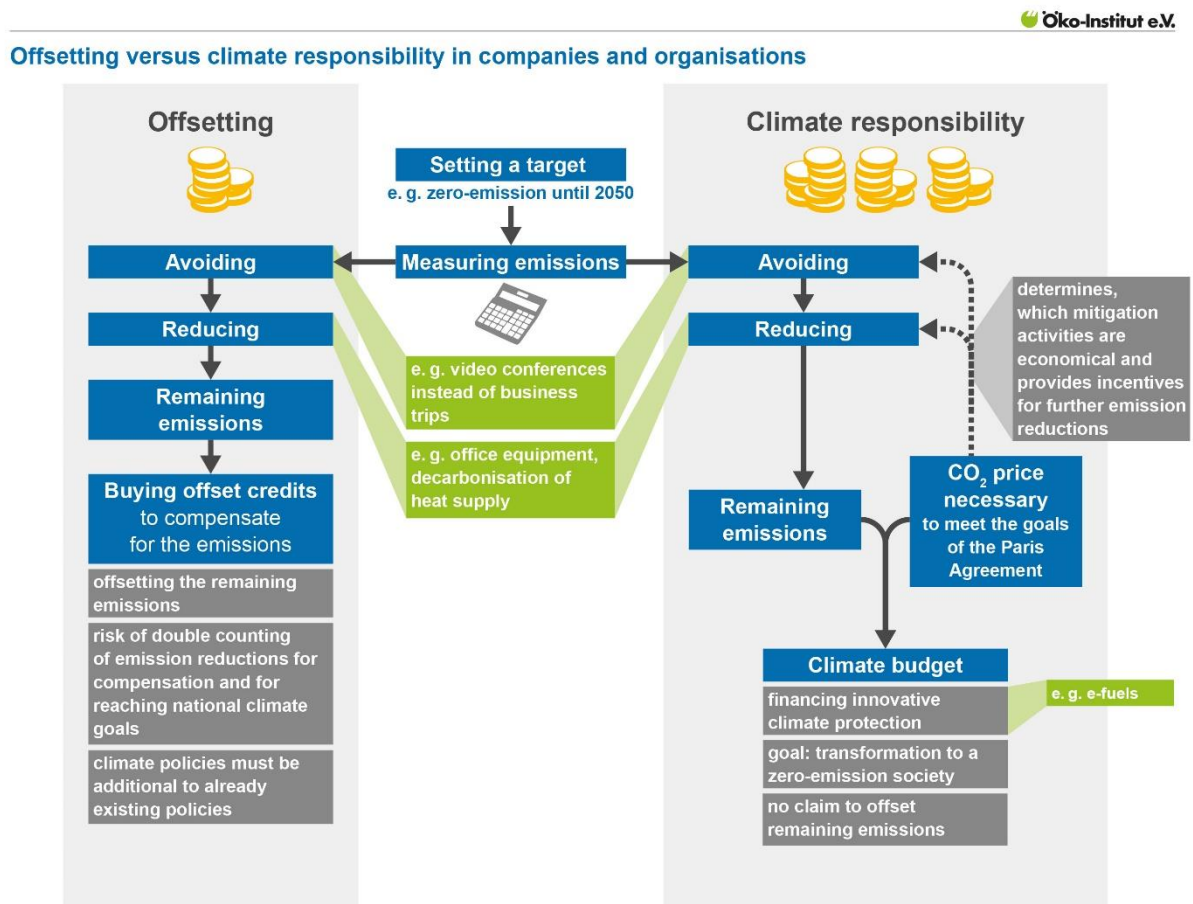 Öko-Institut e.V.
Offsetting versus climate responsibility in companies and organisations
Offsetting
Setting a target
e. g. zero-emission until 2050
Measuring emissions
Climate responsibility
Avoiding
Reducing
Remaining
emissions
Buying offset credits
to compensate
for the emissions
offsetting the remaining
emissions
risk of double counting
of emission reductions for
compensation and for
reaching national climate
goals
climate policies must be
additional to already
existing policies
e. g. video conferences
instead of business
trips
e. g. office equipment,
decarbonisation of
heat supply
Avoiding
Reducing
determines,
which mitigation
activities are
economical and
provides incentives
for further emission
reductions
Remaining
emissions
CO₂ price
necessary
to meet the goals
of the Paris
Agreement
Climate budget
financing innovative
climate protection
e. g. e-fuels
goal: transformation to a
zero-emission society
no claim to offset
remaining emissions